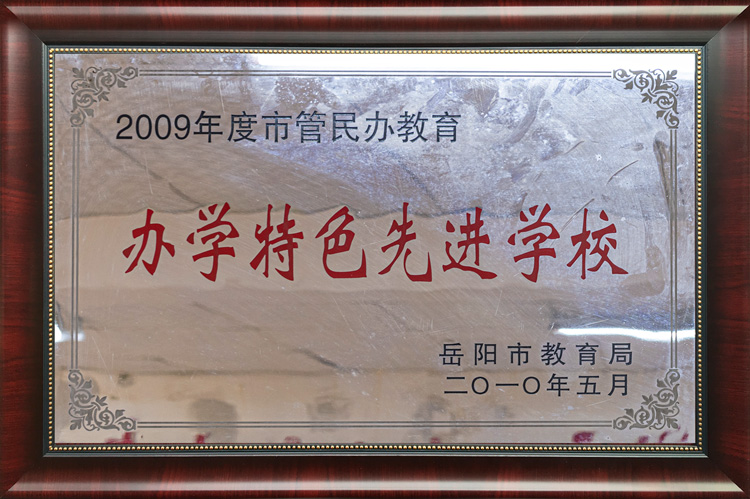 2009年度市管民办教育
办学特色先进学校
岳阳市教育局
二〇一〇年五月